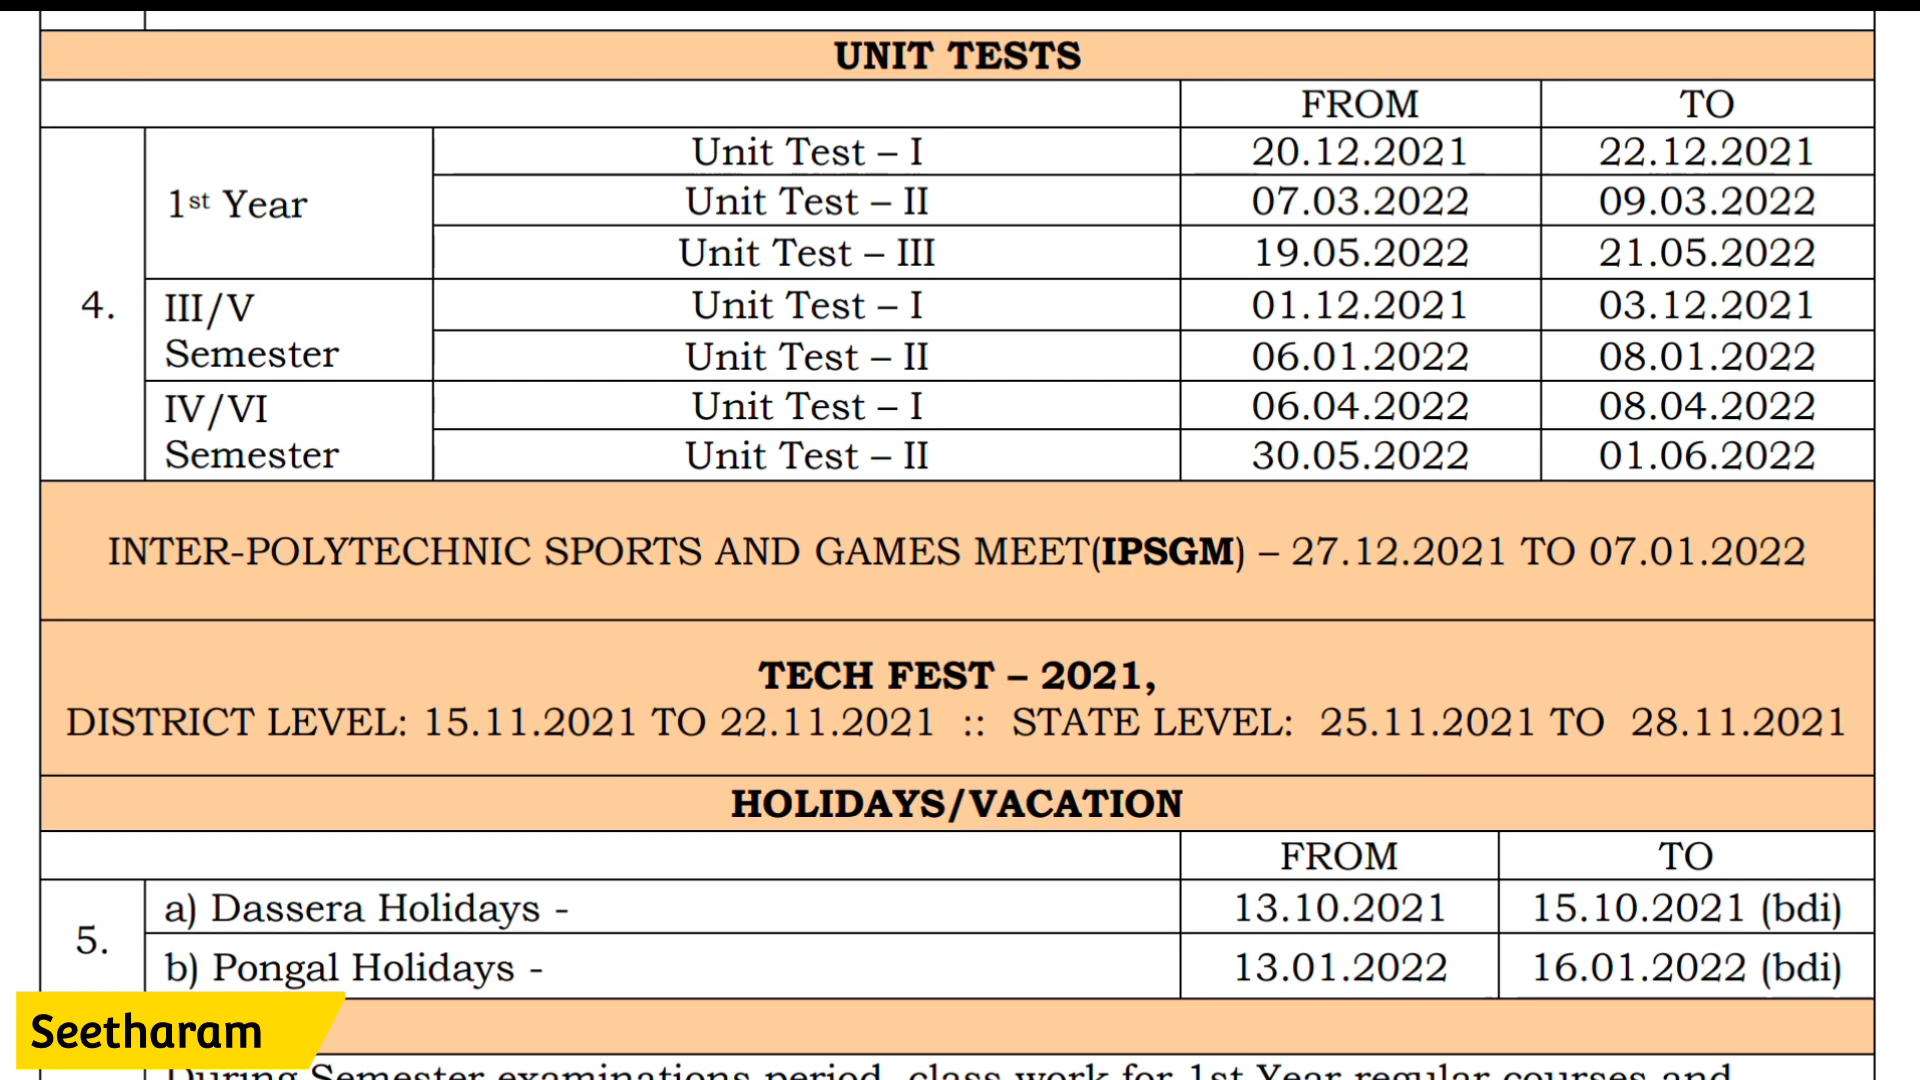 UNIT TESTS
FROM TO
4. 1st Year Unit Test – I 20.12.2021 22.12.2021
Unit Test – II 07.03.2022 09.03.2022
Unit Test – III 19.05.2022 21.05.2022
III/V Semester Unit Test – I 01.12.2021 03.12.2021
Unit Test – II 06.01.2022 08.01.2022
IV/VI Semester Unit Test – I 06.04.2022 08.04.2022
Unit Test – II 30.05.2022 01.06.2022
INTER-POLYTECHNIC SPORTS AND GAMES MEET(IPSGM) – 27.12.2021 TO 07.01.2022
TECH FEST – 2021,
DISTRICT LEVEL: 15.11.2021 TO 22.11.2021 :: STATE LEVEL: 25.11.2021 TO 28.11.2021
HOLIDAYS/VACATION
FROM TO
5. a) Dassera Holidays - 13.10.2021 15.10.2021 (bdi)
b) Pongal Holidays - 13.01.2022 16.01.2022 (bdi)
Seetharam
During Semester examinations period, class work for 1st Year regular courses and